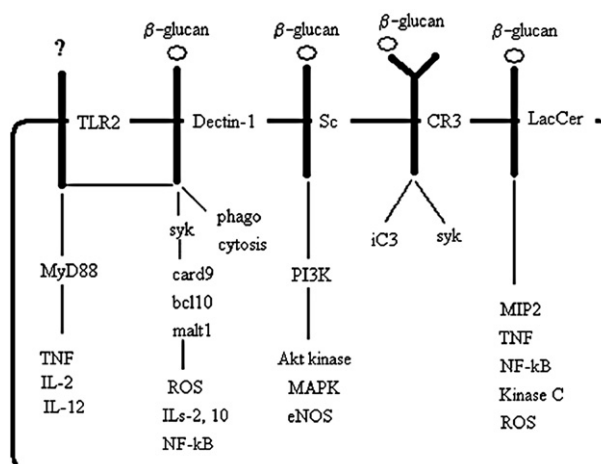 ?
β-glucan
β-glucan
β-glucan
β-glucan
TLR2
Dectin-1
Sc
CR3
LacCer
MyD88
TNF
IL-2
IL-12
syk
phago
cytosis
card9
bcl10
malt1
ROS
ILs-2, 10
NF-kB
PI3K
Akt kinase
MAPK
eNOS
iC3
syk
MIP2
TNF
NF-kB
Kinase C
ROS